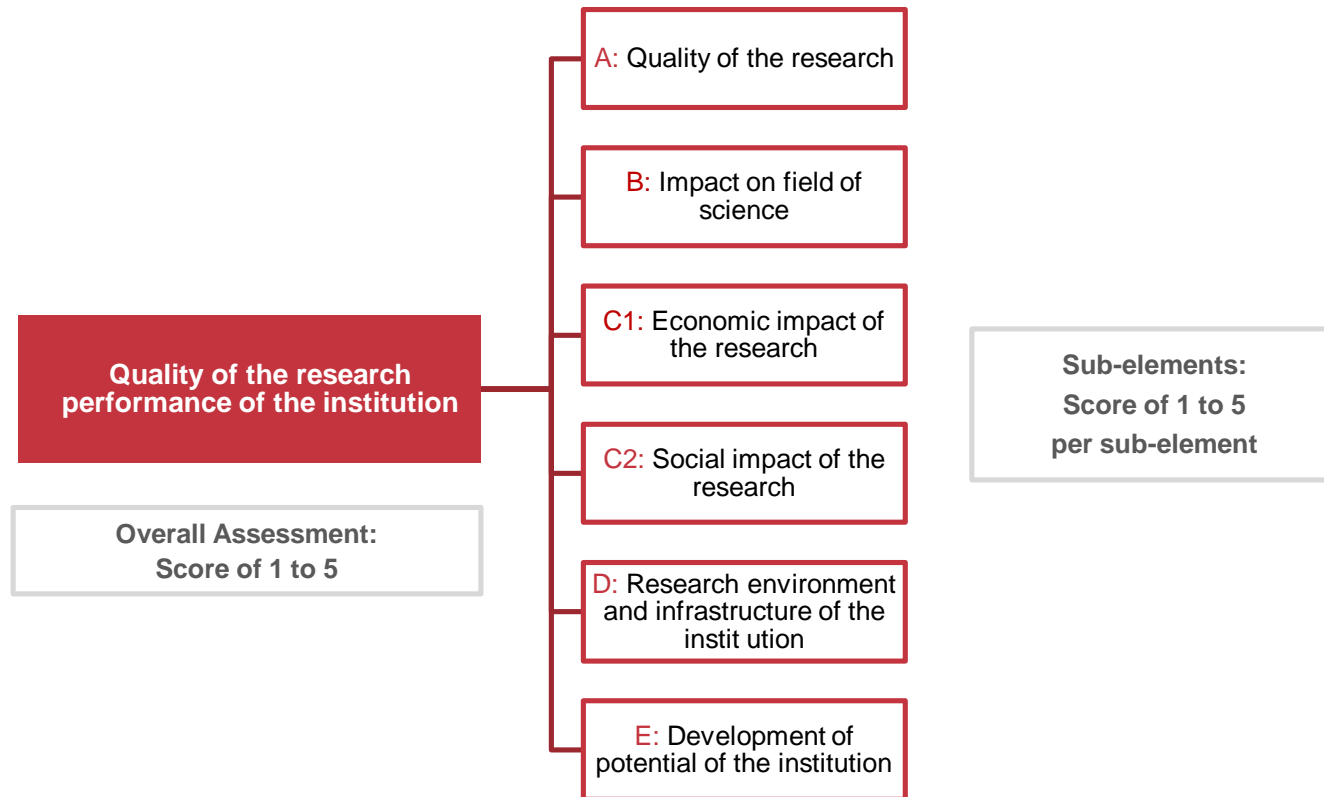 A: Quality of the research
B: Impact on field of
science
C1: Economic impact of
the research
Quality of the research
performance of the institution
Sub-elements:
Score of 1 to 5
per sub-element
C2: Social impact of the
research
Overall Assessment:
Score of 1 to 5
D: Research environment
and infrastructure of the
instit ution
E: Development of
potential of the institution